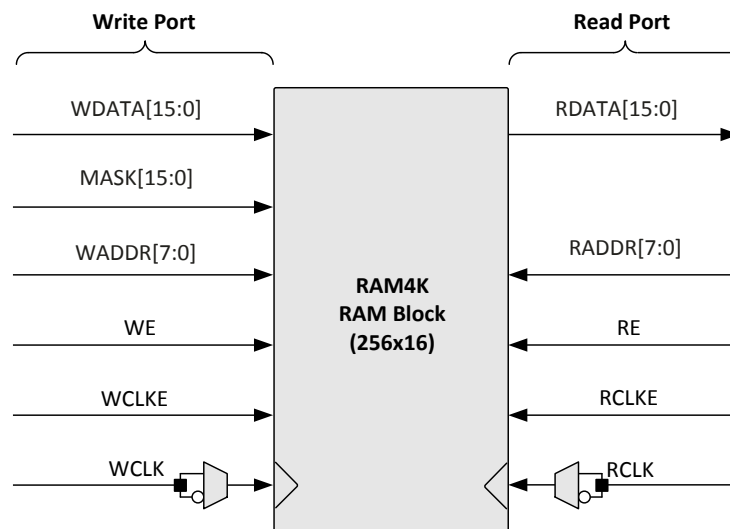 Write Port
Read Port
WDATA[15:0]
RDATA[15:0]
MASK[15:0]
WADDR[7:0]
RADDR[7:0]
RAM4K
RAM Block
(256x16)
WE
RE
WCLKE
RCLKE
WCLK
RCLK